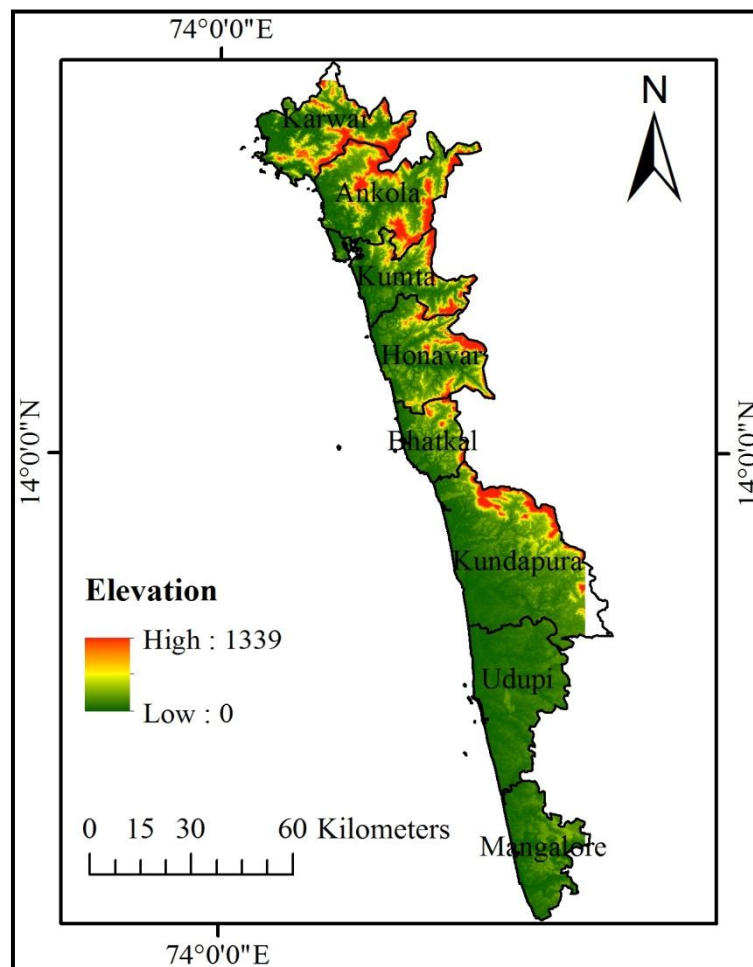 74°0'0"E
N
Karwar
Ankola
Kumta
Honavar
Bhatkal
14°0'0"N
14°0'0"N
Kundapura
Elevation
High : 1339
Low : 0
Udupi
0 15 30 60 Kilometers
Mangalore
74°0'0"E